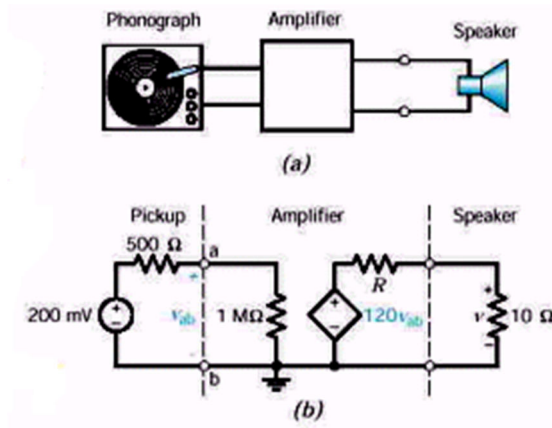 Phonograph Amplifier Speaker
(a)
Pickup Amplifier Speaker
500 Ω
a
+
R
+
200 mV + − vab 1 MΩ + − 120vab v 10 Ω
−
b
(b)